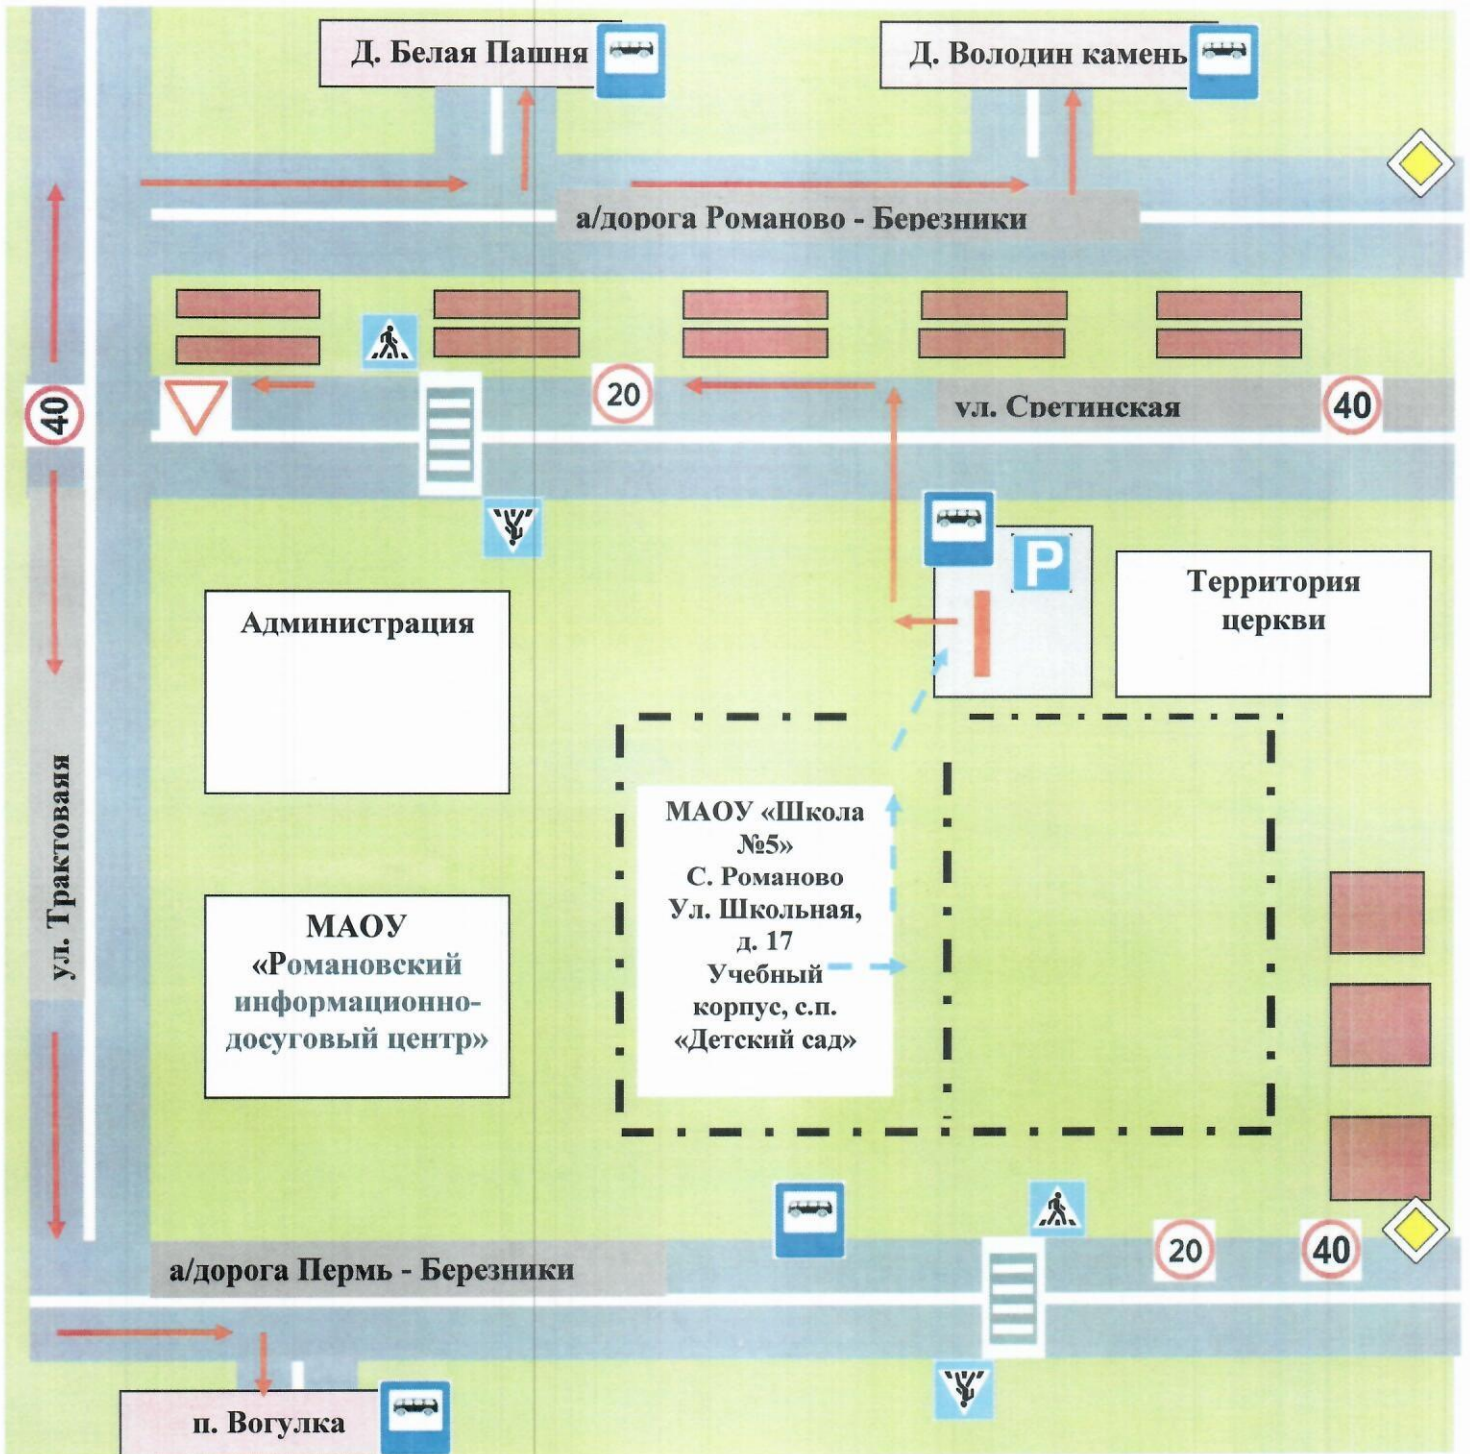 Д. Белая Пашня
Д. Володин камень
а/дорога Романово - Березники
40
20
ул. Сретинская
40
P
Администрация
Территория
церкви
ул. Трактовая
МАОУ
«Романовский
информационно-
досуговый центр»
МАОУ «Школа
№5»
С. Романово
Ул. Школьная,
д. 17
Учебный
корпус, с.п.
«Детский сад»
а/дорога Пермь - Березники
20
40
п. Вогулка